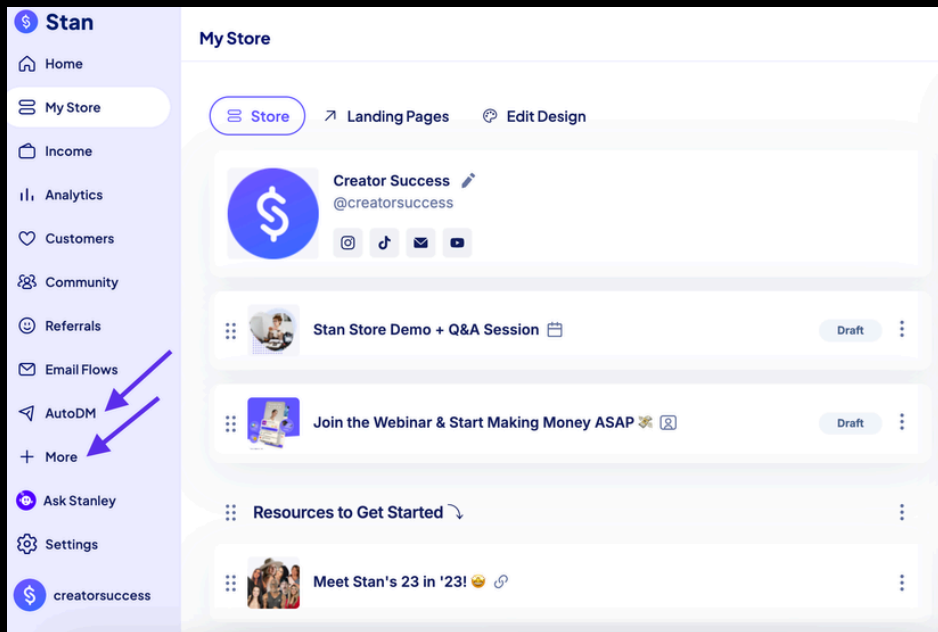 Stan
Home
My Store
Income
Analytics
Customers
Community
Referrals
Email Flows
AutoDM
More
Ask Stanley
Settings
creatorsuccess
My Store
Store
Landing Pages
Edit Design
Creator Success
@creatorsuccess
Stan Store Demo + Q&A Session
Draft
Join the Webinar & Start Making Money ASAP 💸
Draft
Resources to Get Started
Meet Stan's 23 in '23! 🤩